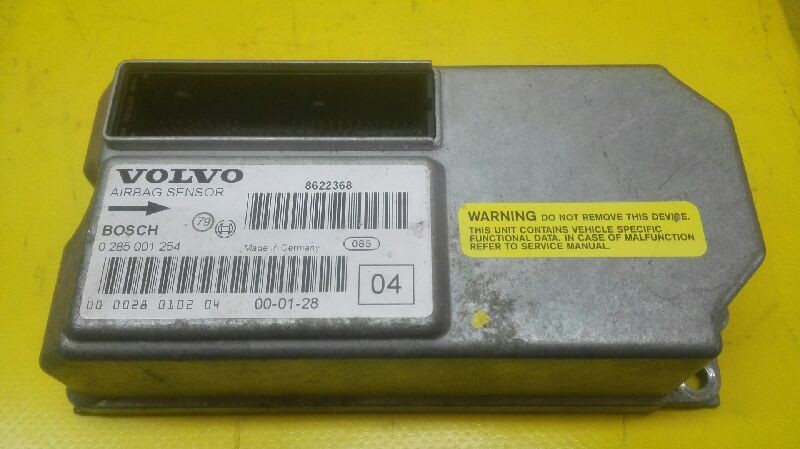 VOLVO
AIRBAG SENSOR
8622368
BOSCH
79
0 285 001 254
Made in Germany
085
04
00 0028 0102 04
00-01-28
WARNING DO NOT REMOVE THIS DEVICE.
THIS UNIT CONTAINS VEHICLE SPECIFIC
FUNCTIONAL DATA. IN CASE OF MALFUNCTION
REFER TO SERVICE MANUAL.